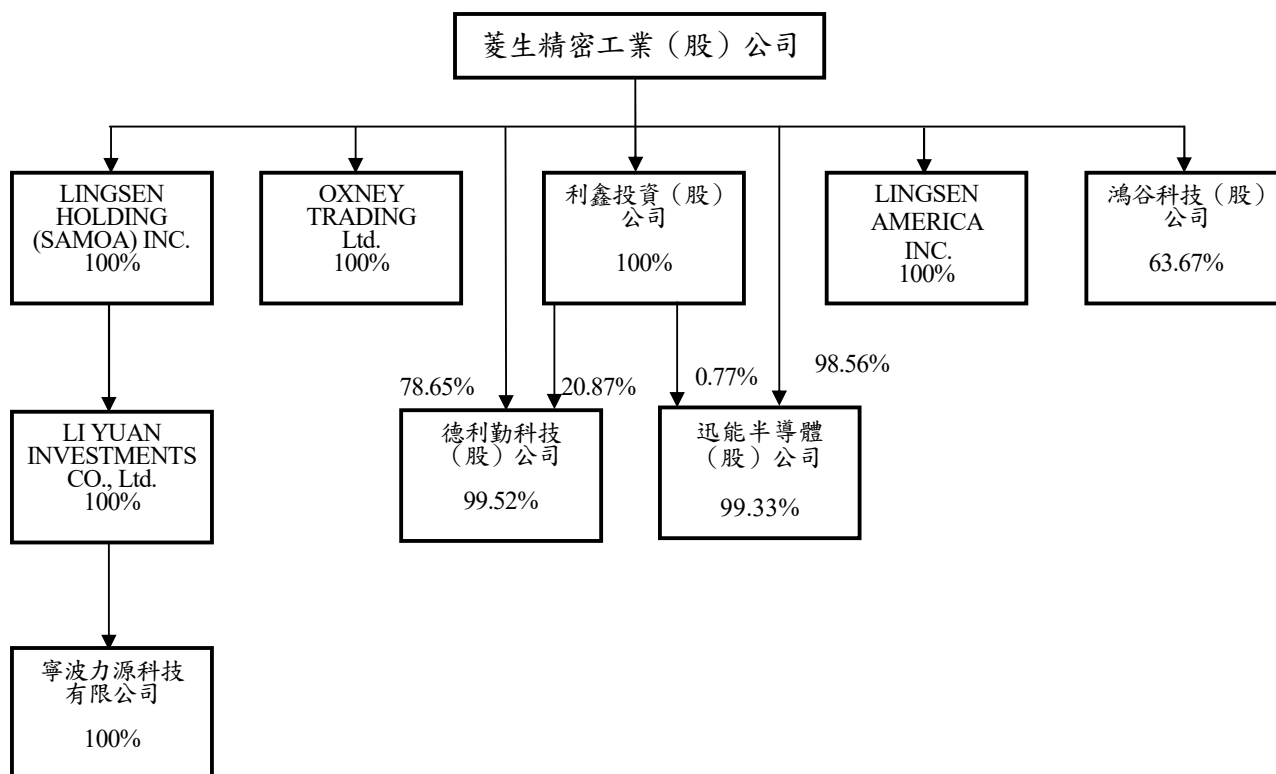 菱生精密工業（股）公司
LINGSEN
HOLDING
(SAMOA) INC.
100%
OXNEY
TRADING
Ltd.
100%
利鑫投資（股）
公司
100%
LINGSEN
AMERICA
INC.
100%
鴻谷科技（股）
公司
63.67%
78.65%
20.87%
0.77%
98.56%
LI YUAN
INVESTMENTS
CO., Ltd.
100%
德利勤科技
（股）公司
99.52%
迅能半導體
（股）公司
99.33%
寧波力源科技
有限公司
100%